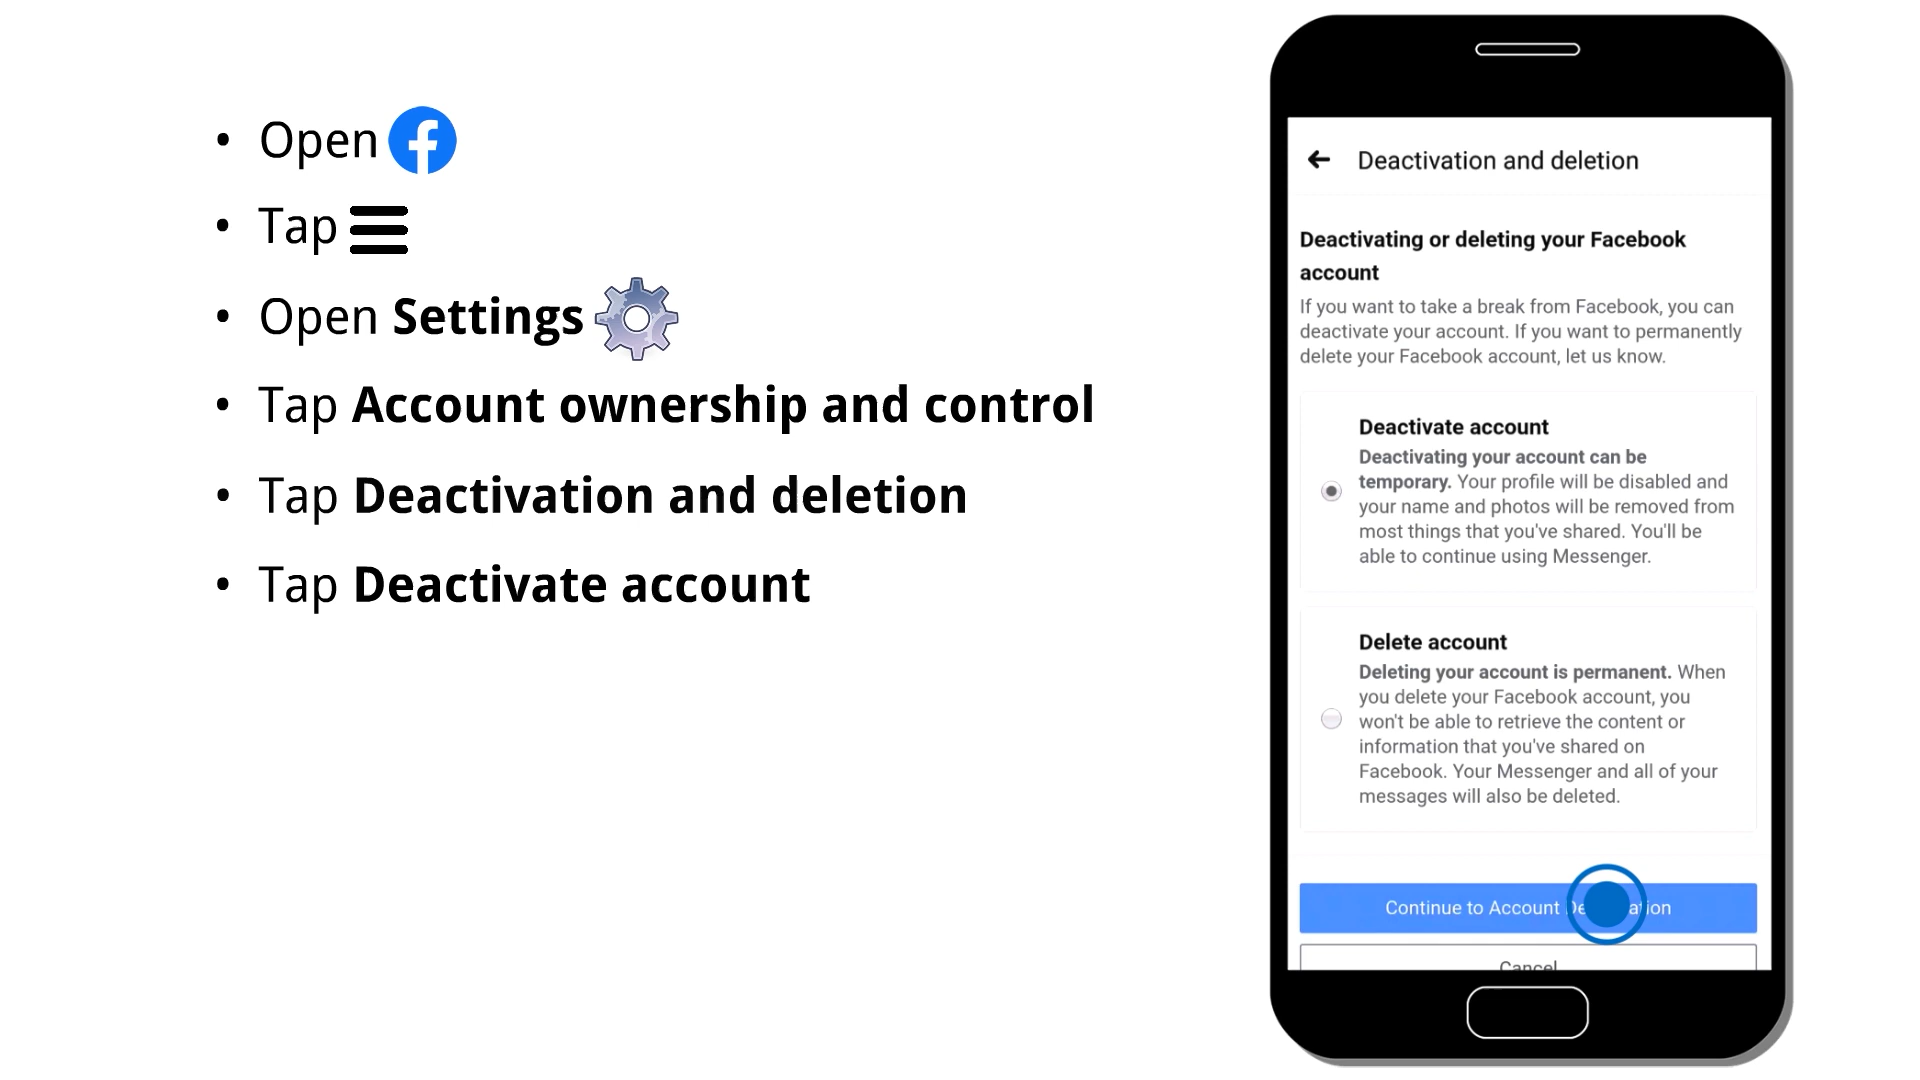 • Open
• Tap
• Open Settings
• Tap Account ownership and control
• Tap Deactivation and deletion
• Tap Deactivate account
Deactivation and deletion
Deactivating or deleting your Facebook
account
If you want to take a break from Facebook, you can
deactivate your account. If you want to permanently
delete your Facebook account, let us know.
Deactivate account
Deactivating your account can be
temporary. Your profile will be disabled and
your name and photos will be removed from
most things that you've shared. You'll be
able to continue using Messenger.
Delete account
Deleting your account is permanent. When
you delete your Facebook account, you
won't be able to retrieve the content or
information that you've shared on
Facebook. Your Messenger and all of your
messages will also be deleted.
Continue to Account
Cancel